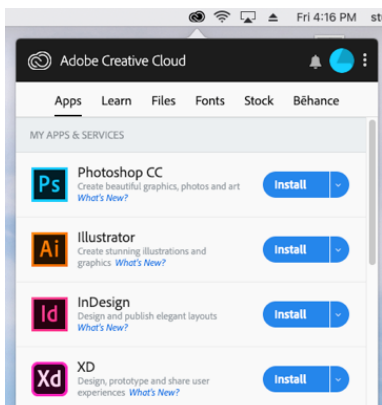 Fri 4:16 PM
Adobe Creative Cloud
Apps Learn Files Fonts Stock Bēhance
MY APPS & SERVICES
Ps
Photoshop CC
Create beautiful graphics, photos and art
What's New?
Install
Ai
Illustrator
Create stunning illustrations and
graphics What's New?
Install
Id
InDesign
Design and publish elegant layouts
What's New?
Install
Xd
XD
Design, prototype and share user
experiences What's New?
Install